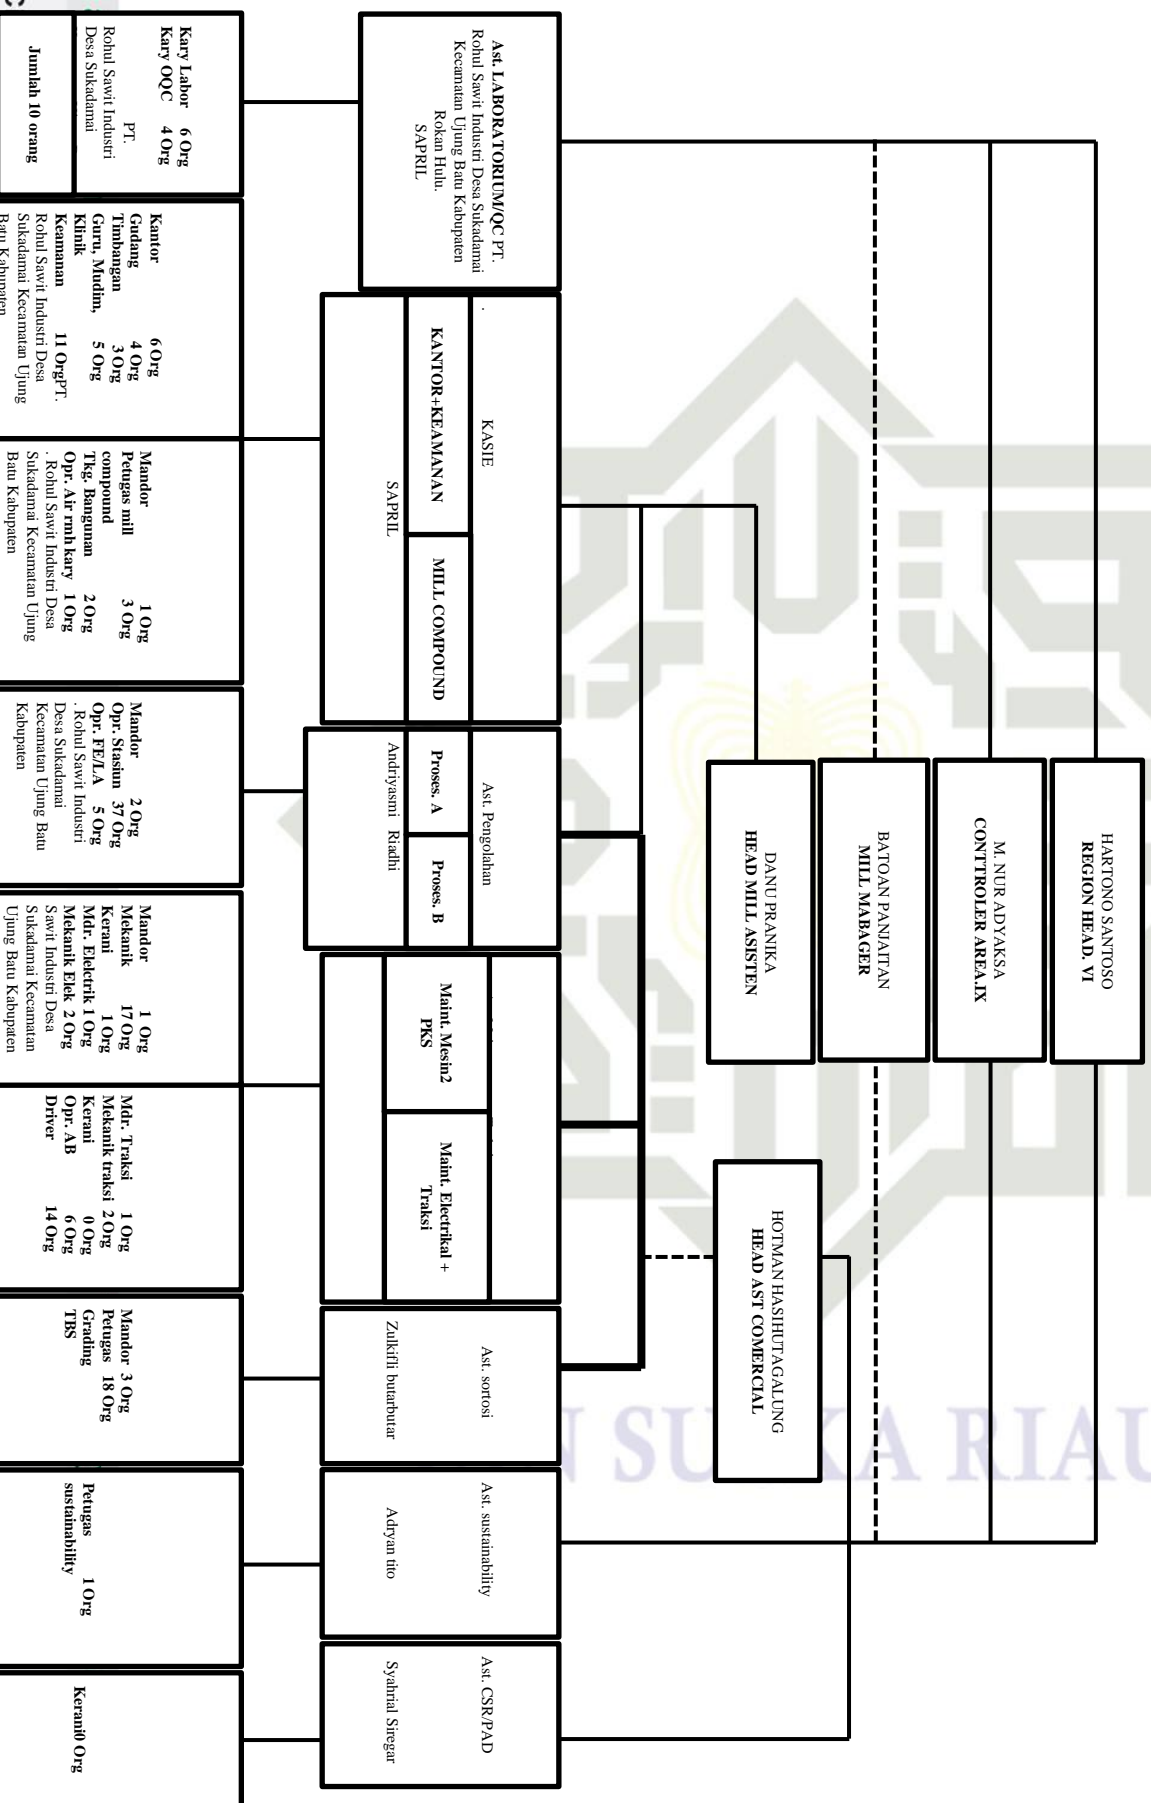 HARTONO SANTOSO
REGION HEAD. VI
M. NUR ADYAKSA
CONTTROLER AREA.IX
BATOAN PANJAITAN
MILL MABAGER
DANU PRANIKA
HEAD MILL ASISTEN
HOTMAN HASIHUTAGALUNG
HEAD AST COMERCIAL
Ast. LABORATORIUM/QC PT.
Rohul Sawit Industri Desa Sukadamai
Kecamatan Ujung Batu Kabupaten
Rokan Hulu.
SAPRIL
.
KASIE
KANTOR+KEAMANAN
MILL COMPOUND
SAPRIL
Ast. Pengolahan
Proses. A
Proses. B
Andriyasmi Riadhi
Maint. Mesin2
PKS
Maint. Electrikal +
Traksi
Ast. sortosi
Zulkifli butarbutar
Ast. sustainability
Adryan tito
Ast. CSR/PAD
Syahrial Siregar
Kary Labor 6 Org
Kary OQC 4 Org
PT.
Rohul Sawit Industri
Desa Sukadamai
Jumlah 10 orang
Kantor 6 Org
Gudang 4 Org
Timbangan 3 Org
Guru, Mudim, 5 Org
Klinik
Keamanan 11 OrgPT.
Rohul Sawit Industri Desa
Sukadamai Kecamatan Ujung
Batu Kabupaten
Mandor 1 Org
Petugas mill 3 Org
compound
Tkg. Bangunan 2 Org
Opr. Air rmh kary 1 Org
. Rohul Sawit Industri Desa
Sukadamai Kecamatan Ujung
Batu Kabupaten
Mandor 2 Org
Opr. Stasiun 37 Org
Opr. FE/LA 5 Org
. Rohul Sawit Industri
Desa Sukadamai
Kecamatan Ujung Batu
Kabupaten
Mandor 1 Org
Mekanik 17 Org
Kerani 1 Org
Mdr. Elelctrik 1 Org
Mekanik Elek 2 Org
Sawit Industri Desa
Sukadamai Kecamatan
Ujung Batu Kabupaten
Mdr. Traksi 1 Org
Mekanik traksi 2 Org
Kerani 0 Org
Opr. AB 6 Org
Driver 14 Org
Mandor 3 Org
Petugas 18 Org
Grading
TBS
Petugas 1 Org
sustainability
Kerani0 Org
N SUSKA RIAU